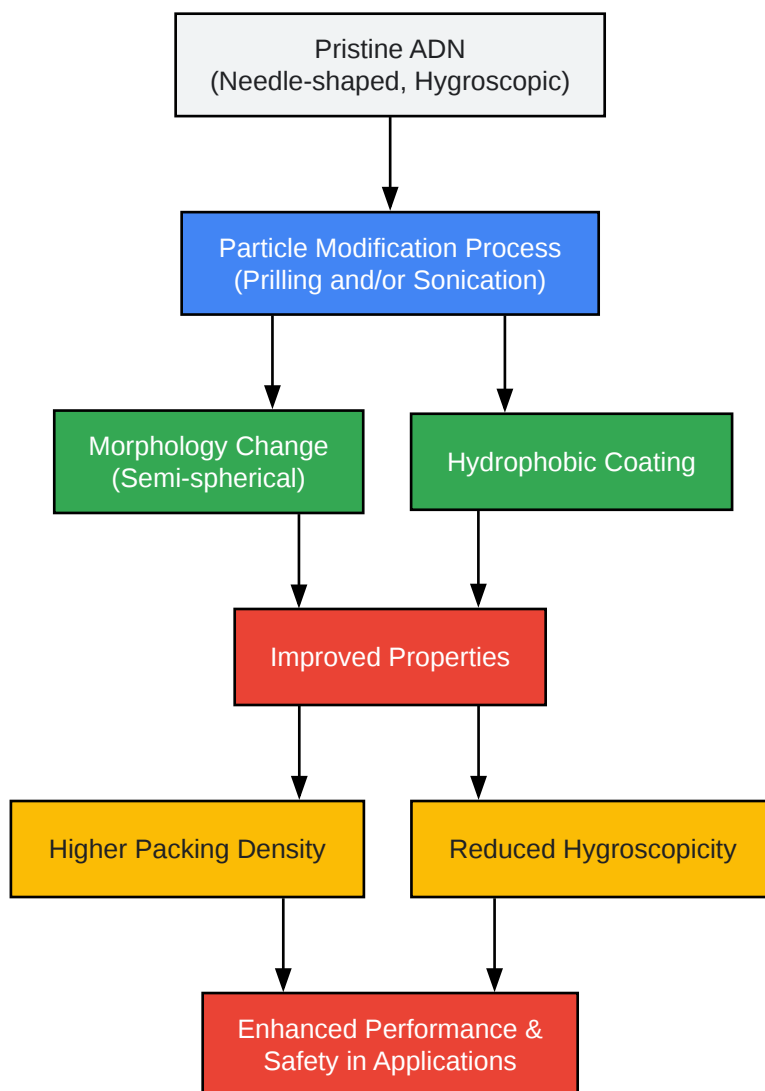 Pristine ADN
(Needle-shaped, Hygroscopic)
Particle Modification Process
(Prilling and/or Sonication)
Morphology Change
(Semi-spherical)
Hydrophobic Coating
Improved Properties
Higher Packing Density
Reduced Hygroscopicity
Enhanced Performance &
Safety in Applications